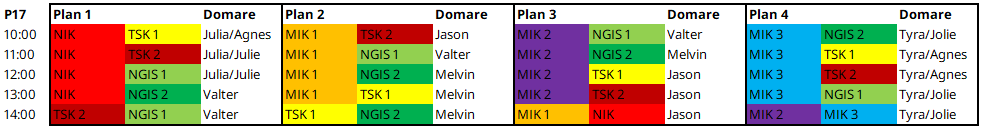 P17 Plan 1 Domare Plan 2 Domare Plan 3 Domare Plan 4 Domare
10:00 NIK TSK 1 Julia/Agnes MIK 1 TSK 2 Jason MIK 2 NGIS 1 Valter MIK 3 NGIS 2 Tyra/Jolie
11:00 NIK TSK 2 Julia/Julie MIK 1 NGIS 1 Valter MIK 2 NGIS 2 Melvin MIK 3 TSK 1 Tyra/Agnes
12:00 NIK NGIS 1 Julia/Julie MIK 1 NGIS 2 Melvin MIK 2 TSK 1 Jason MIK 3 TSK 2 Tyra/Agnes
13:00 NIK NGIS 2 Valter MIK 1 TSK 1 Melvin MIK 2 TSK 2 Jason MIK 3 NGIS 1 Tyra/Jolie
14:00 TSK 2 NGIS 1 Valter TSK 1 NGIS 2 Melvin MIK 1 NIK Jason MIK 2 MIK 3 Tyra/Jolie